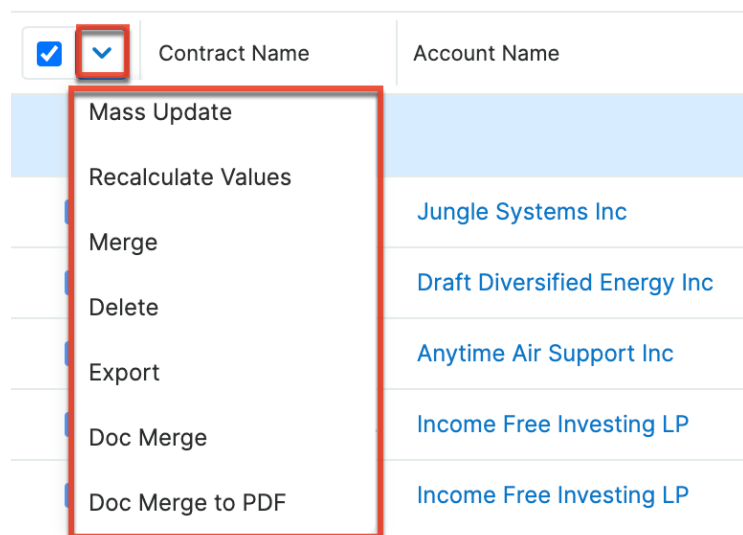 Contract Name Account Name
Mass Update
Recalculate Values
Jungle Systems Inc
Merge
Draft Diversified Energy Inc
Delete
Anytime Air Support Inc
Export
Income Free Investing LP
Doc Merge
Income Free Investing LP
Doc Merge to PDF